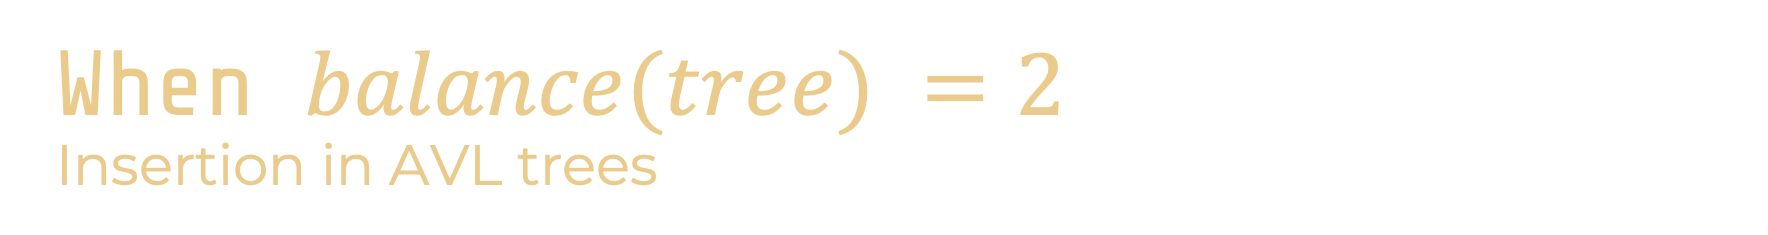 When balance(tree) = 2
Insertion in AVL trees